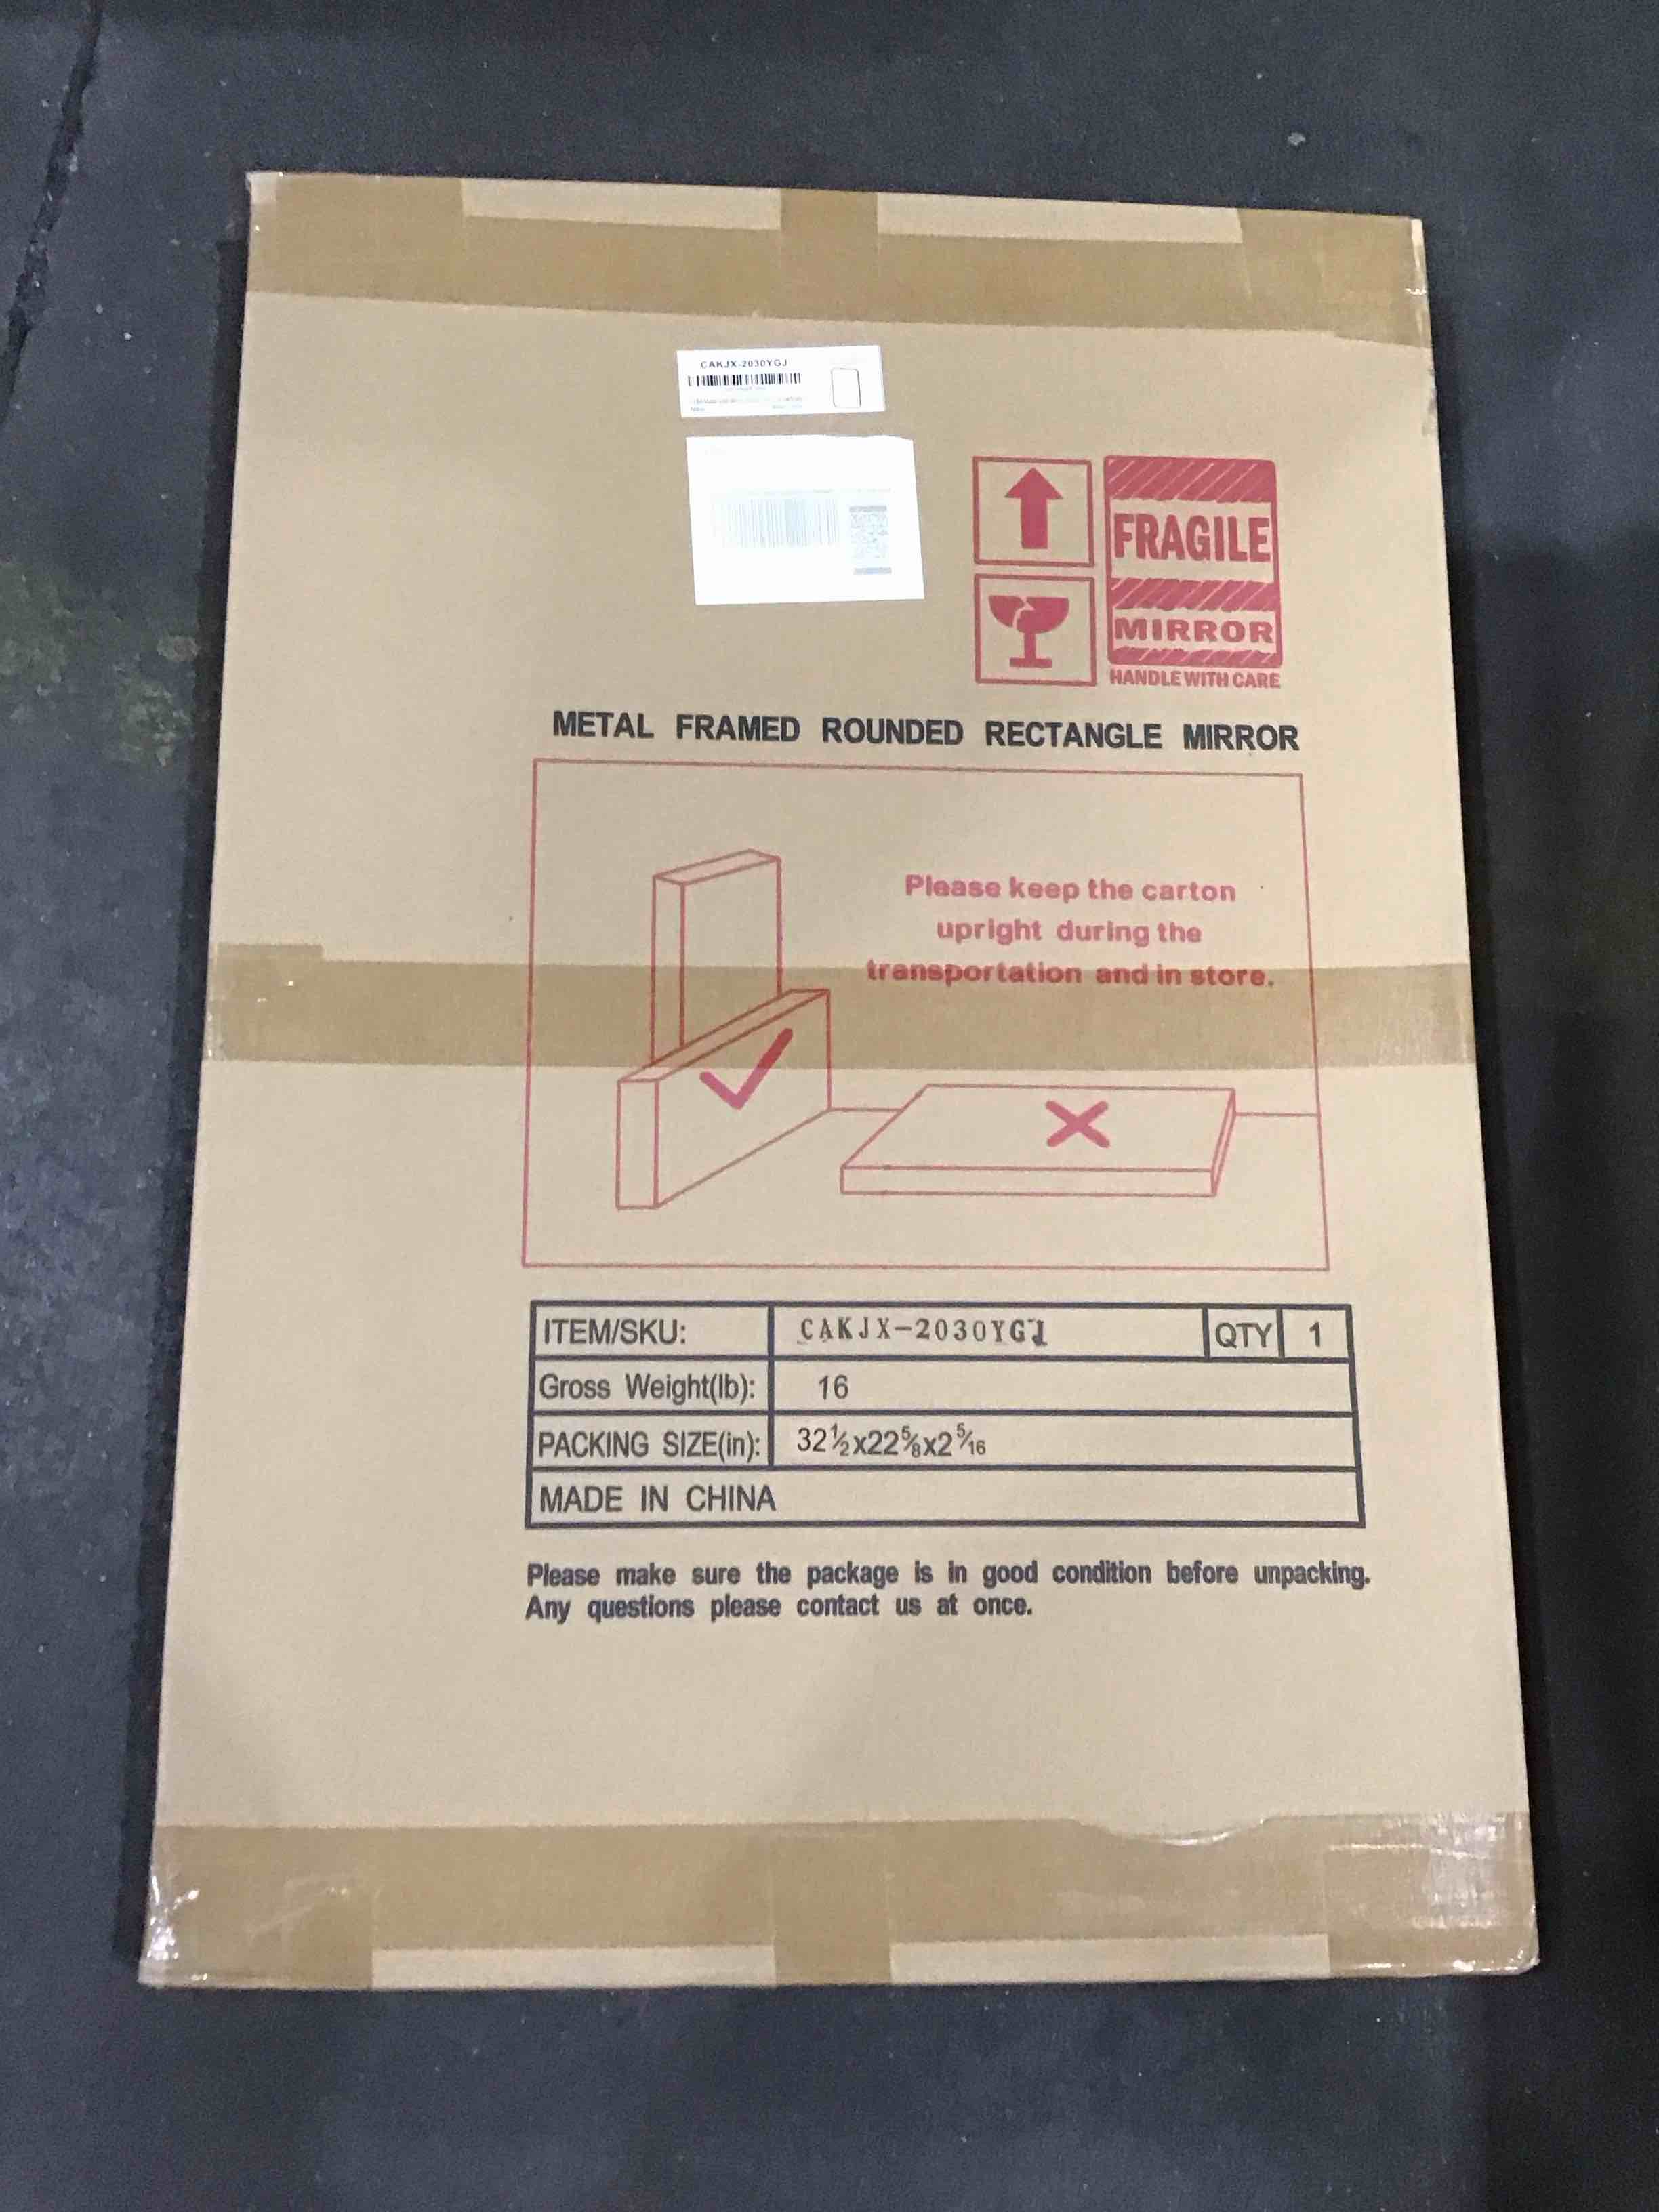 CAKJX-2030YGJ
FRAGILE
MIRROR
HANDLE WITH CARE
METAL FRAMED ROUNDED RECTANGLE MIRROR
Please keep the carton
upright during the
transportation and in store.
ITEM/SKU: CAKJX-2030YGJ QTY 1
Gross Weight(lb): 16
PACKING SIZE(in): 32½x22⅝x2 5/16
MADE IN CHINA
Please make sure the package is in good condition before unpacking.
Any questions please contact us at once.